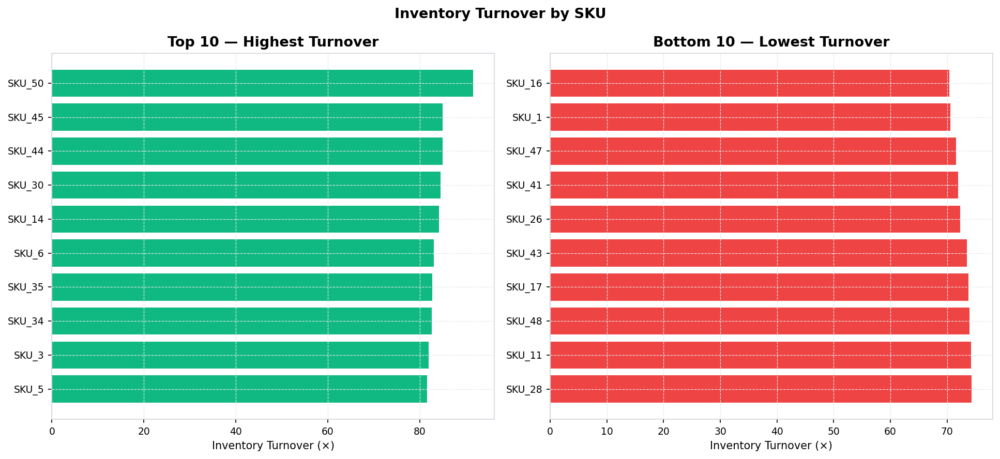 Inventory Turnover by SKU
Top 10 — Highest Turnover
SKU_50
SKU_45
SKU_44
SKU_30
SKU_14
SKU_6
SKU_35
SKU_34
SKU_3
SKU_5
0 20 40 60 80
Inventory Turnover (×)
Bottom 10 — Lowest Turnover
SKU_16
SKU_1
SKU_47
SKU_41
SKU_26
SKU_43
SKU_17
SKU_48
SKU_11
SKU_28
0 10 20 30 40 50 60 70
Inventory Turnover (×)